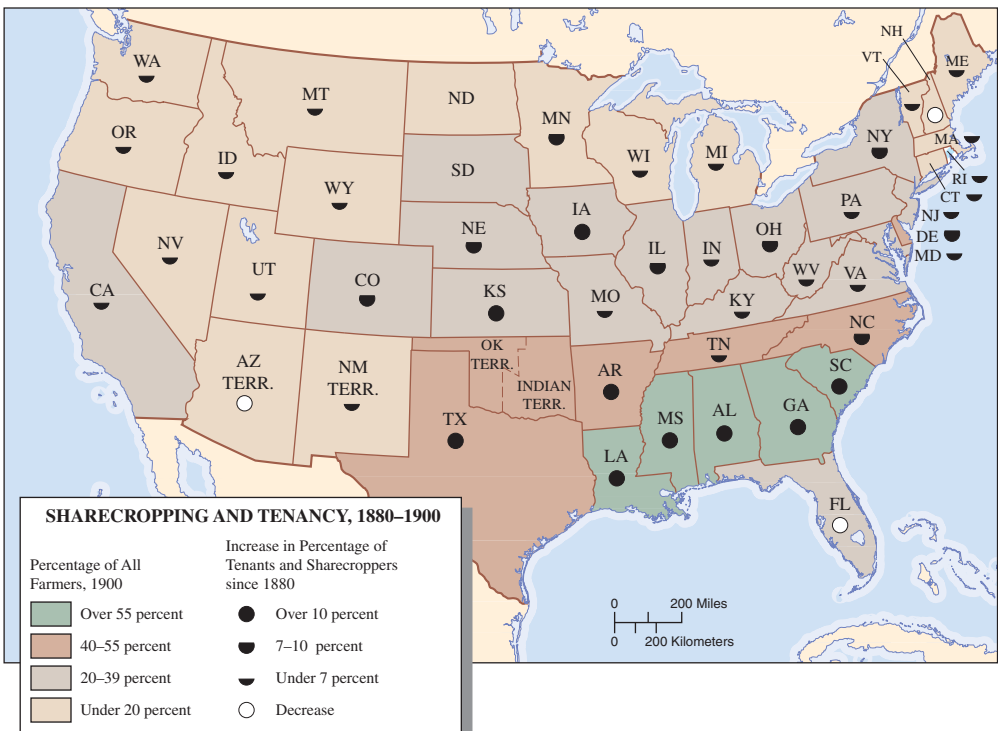 NH
VT
ME
WA
MT
ND
MN
OR
ID
WY
SD
WI
MI
NY
MA
RI
CT
NJ
DE
MD
PA
IA
NE
NV
UT
CO
CA
KS
MO
IL
IN
OH
WV
VA
KY
NC
TN
SC
AZ
TERR.
NM
TERR.
OK
TERR.
INDIAN
TERR.
AR
TX
LA
MS
AL
GA
FL
SHARECROPPING AND TENANCY, 1880–1900
Percentage of All
Farmers, 1900
Over 55 percent
40–55 percent
20–39 percent
Under 20 percent
Increase in Percentage of
Tenants and Sharecroppers
since 1880
Over 10 percent
7–10 percent
Under 7 percent
Decrease
0 200 Miles
0 200 Kilometers